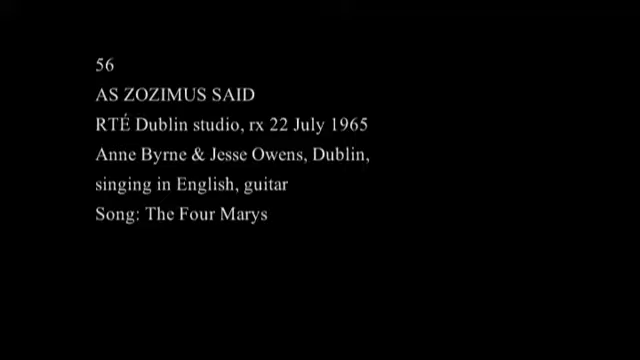 56
AS ZOZIMUS SAID
RTÉ Dublin studio, rx 22 July 1965
Anne Byrne & Jesse Owens, Dublin,
singing in English, guitar
Song: The Four Marys